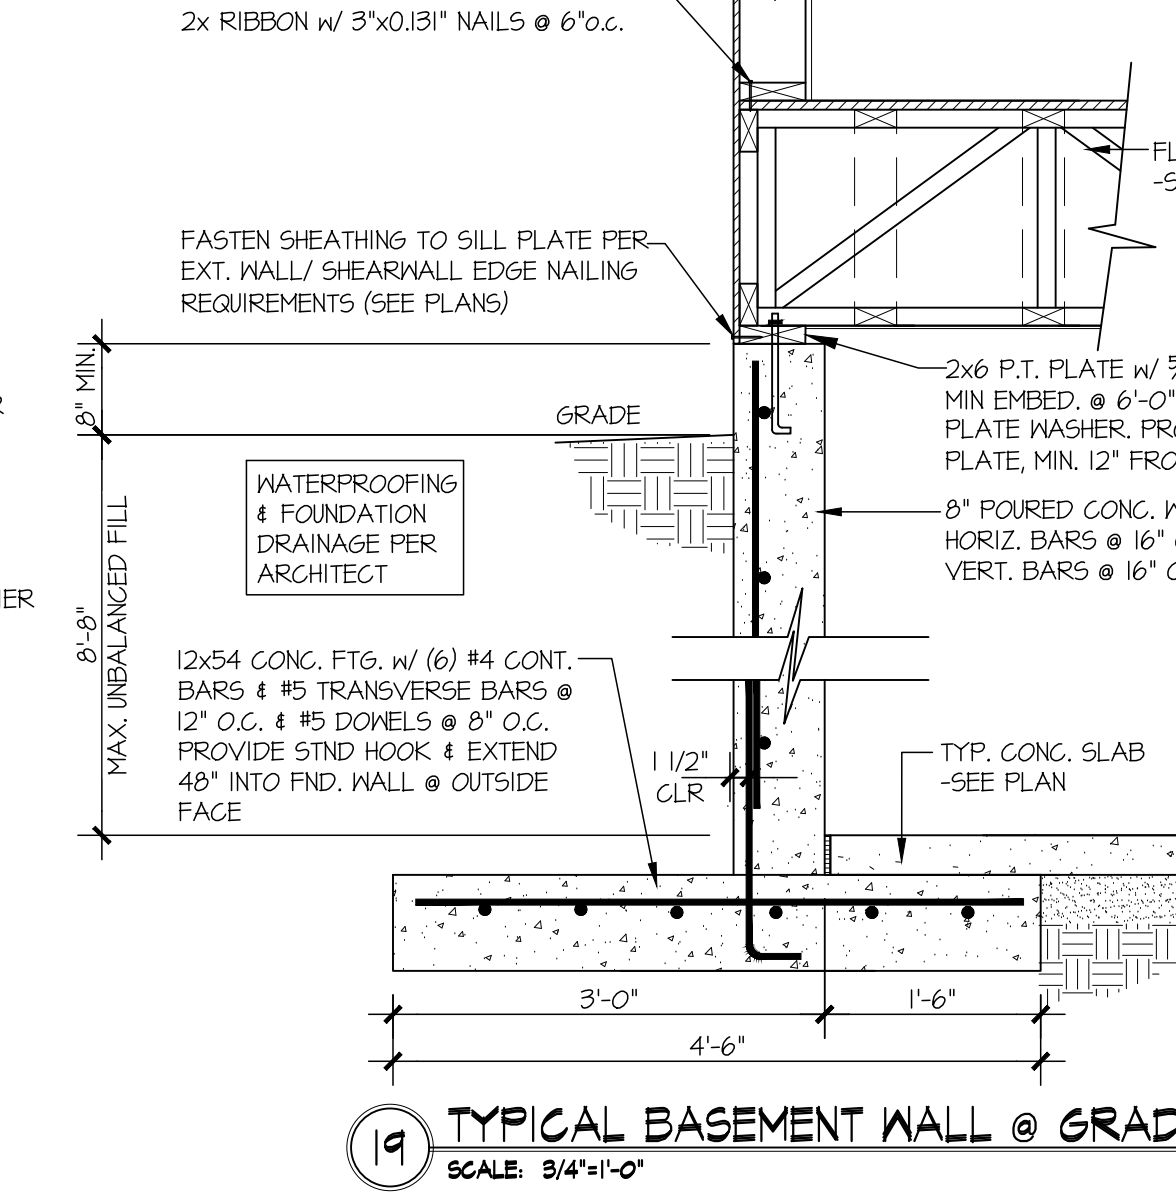 2x RIBBON w/ 3"x0.131" NAILS @ 6"o.c.
FASTEN SHEATHING TO SILL PLATE PER
EXT. WALL/ SHEARWALL EDGE NAILING
REQUIREMENTS (SEE PLANS)
8" MIN.
GRADE
2x6 P.T. PLATE w/
MIN EMBED. @ 6'-0"
PLATE WASHER.
PLATE, MIN. 12"
WATERPROOFING
& FOUNDATION
DRAINAGE PER
ARCHITECT
8" POURED CONC.
HORIZ. BARS @ 16"
VERT. BARS @ 16"
8'-8"
MAX. UNBALANCED FILL
12x54 CONC. FTG. w/ (6) #4 CONT.
BARS & #5 TRANSVERSE BARS @
12" O.C. & #5 DOWELS @ 8" O.C.
PROVIDE STND HOOK & EXTEND
48" INTO FND. WALL @ OUTSIDE
FACE
1 1/2"
CLR
TYP. CONC. SLAB
-SEE PLAN
3'-0"
1'-6"
4'-6"
19
TYPICAL BASEMENT WALL @
SCALE: 3/4"=1'-0"